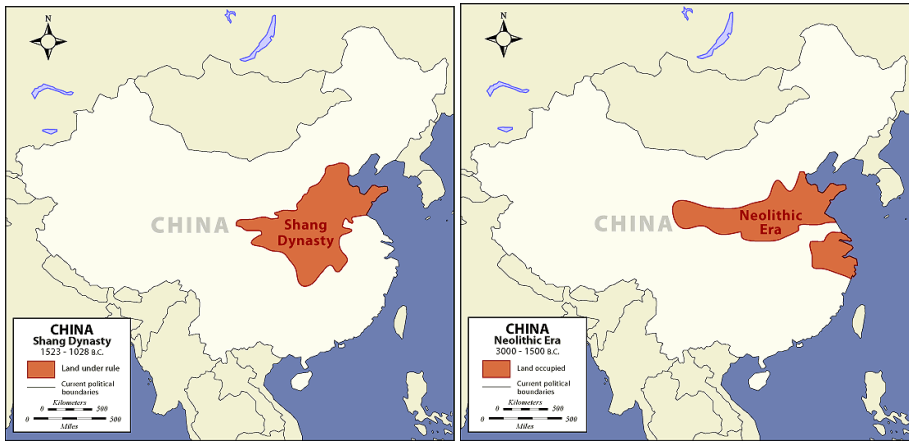 N
CHINA
Shang
Dynasty
CHINA
Shang Dynasty
1523 - 1028 B.C.
Land under rule
Current political
boundaries
Kilometers
0 500
0 500
Miles
N
CHINA
Neolithic
Era
CHINA
Neolithic Era
3000 - 1500 B.C.
Land occupied
Current political
boundaries
Kilometers
0 500
0 500
Miles